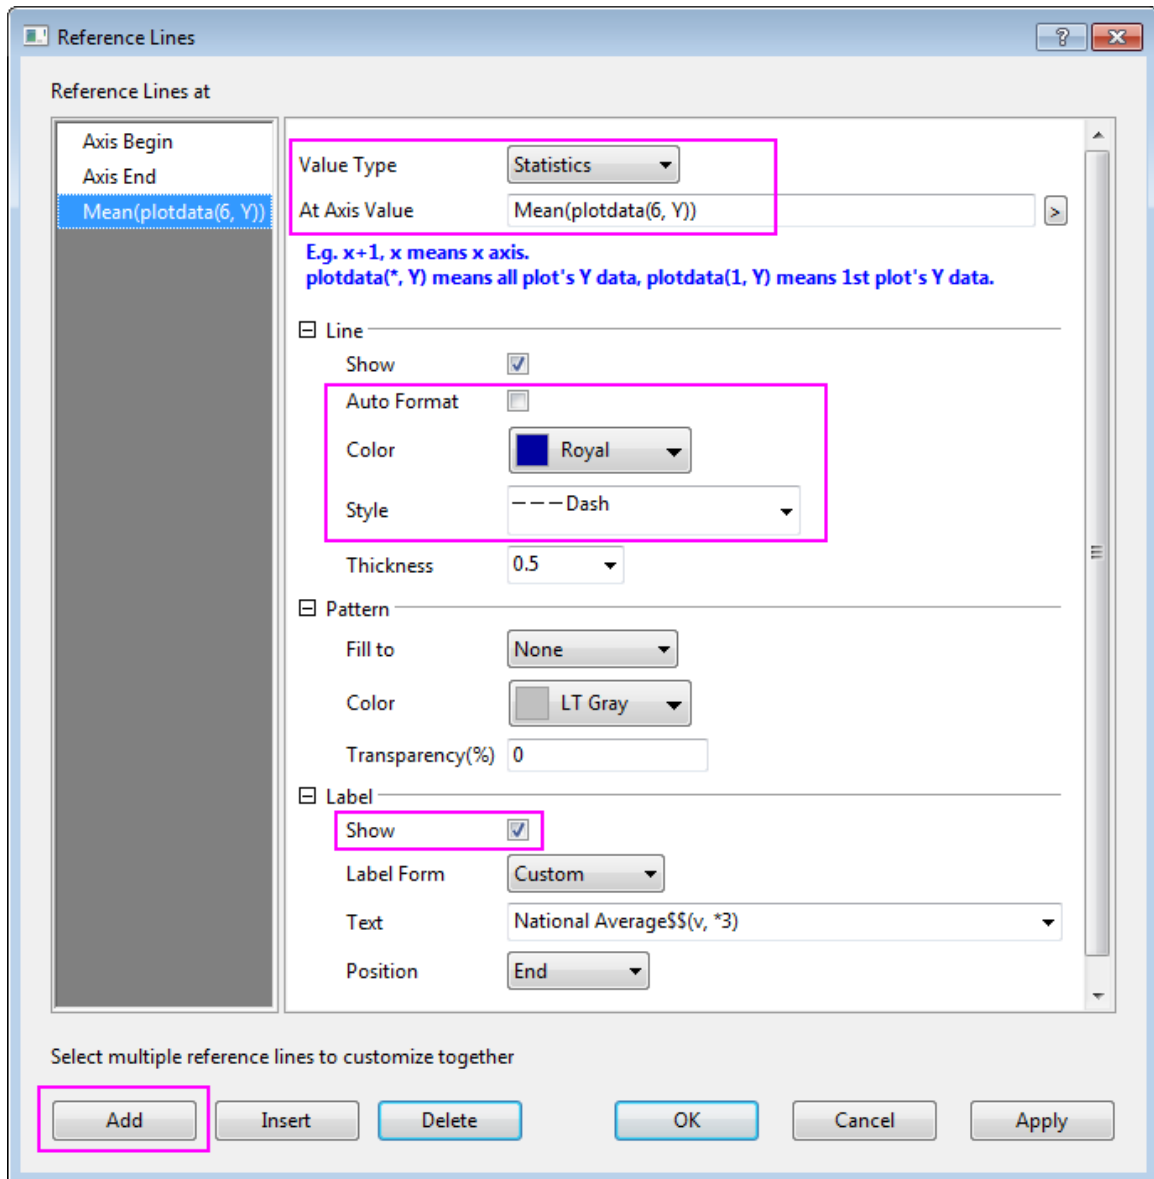 Reference Lines
?
Reference Lines at
Axis Begin
Axis End
Mean(plotdata(6, Y))
Value Type Statistics
At Axis Value Mean(plotdata(6, Y)) >
E.g. x+1, x means x axis.
plotdata(*, Y) means all plot's Y data, plotdata(1, Y) means 1st plot's Y data.
Line
Show
Auto Format
Color Royal
Style Dash
Thickness 0.5
Pattern
Fill to None
Color LT Gray
Transparency(%) 0
Label
Show
Label Form Custom
Text National Average$$(v, *3)
Position End
Select multiple reference lines to customize together
Add Insert Delete OK Cancel Apply